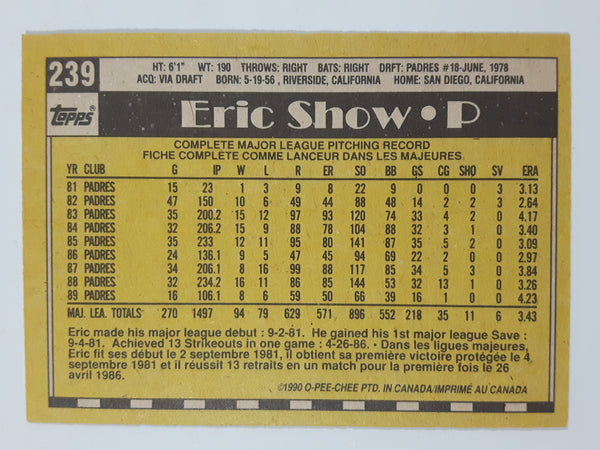 239
HT: 6'1" WT: 190 THROWS: RIGHT BATS: RIGHT DRFT: PADRES #18-JUNE, 1978
ACQ: VIA DRAFT BORN: 5-19-56, RIVERSIDE, CALIFORNIA HOME: SAN DIEGO, CALIFORNIA
Topps®
Eric Show • P
COMPLETE MAJOR LEAGUE PITCHING RECORD
FICHE COMPLÈTE COMME LANCEUR DANS LES MAJEURES
YR CLUB G IP W L R ER SO BB GS CG SHO SV ERA
81 PADRES 15 23 1 3 9 8 22 9 0 0 0 3 3.13
82 PADRES 47 150 10 6 49 44 88 48 14 2 2 3 2.64
83 PADRES 35 200.2 15 12 97 93 120 74 33 4 2 0 4.17
84 PADRES 32 206.2 15 9 88 78 104 88 32 3 1 0 3.40
85 PADRES 35 233 12 11 95 80 141 87 35 5 2 0 3.09
86 PADRES 24 136.1 9 5 47 45 94 69 22 2 0 0 2.97
87 PADRES 34 206.1 8 16 99 88 117 85 34 5 3 0 3.84
88 PADRES 32 234.2 16 11 86 85 144 53 32 13 1 0 3.26
89 PADRES 16 106.1 8 6 59 50 66 39 16 1 0 0 4.23
MAJ. LEA. TOTALS 270 1497 94 79 629 571 896 552 218 35 11 6 3.43
Eric made his major league debut : 9-2-81. He gained his 1st major league Save :
9-4-81. Achieved 13 Strikeouts in one game : 4-26-86. • Dans les ligues majeures,
Eric fit ses début le 2 septembre 1981, il obtient sa première victoire protégée le 4
septembre 1981 et il réussit 13 retraits en un match pour la première fois le 26
avril 1986.
©1990 O-PEE-CHEE PTD. IN CANADA/IMPRIMÉ AU CANADA